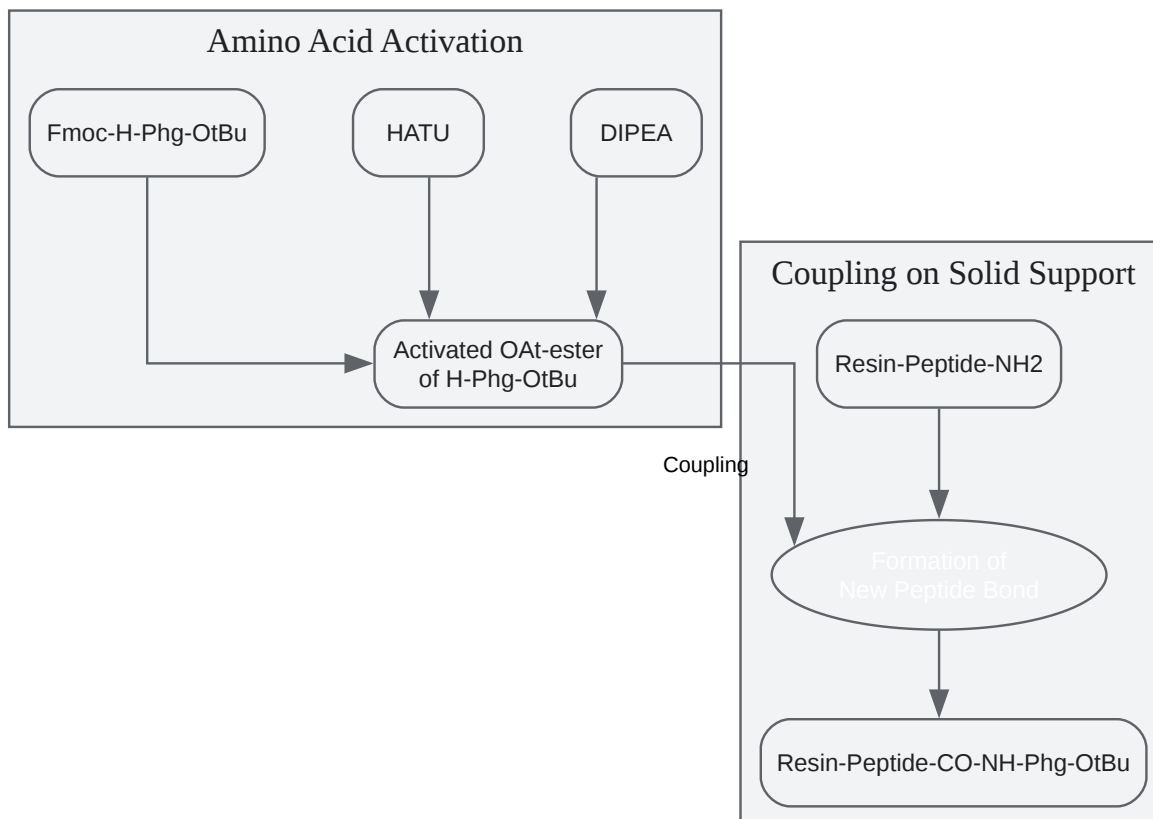 Amino Acid Activation
Fmoc-H-Phg-OtBu
HATU
DIPEA
Activated OAt-ester
of H-Phg-OtBu
Coupling
Coupling on Solid Support
Resin-Peptide-NH2
Formation of
New Peptide Bond
Resin-Peptide-CO-NH-Phg-OtBu